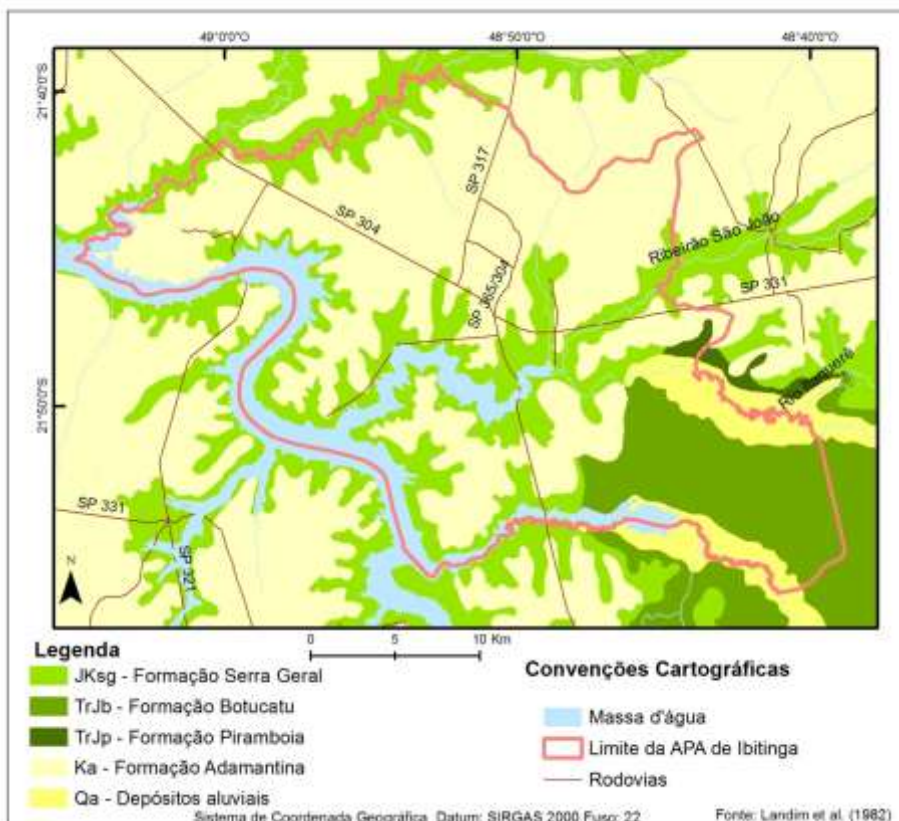 49°0'0"O
48°50'0"O
48°40'0"O
21°40'0"S
21°50'0"S
SP 317
SP 304
Ribeirão São João
SP 331
SP 365/304
SP 331
SP 321
N
0 5 10 Km
Legenda
JKsg - Formação Serra Geral
TrJb - Formação Botucatu
TrJp - Formação Piramboia
Ka - Formação Adamantina
Qa - Depósitos aluviais
Convenções Cartográficas
Massa d'água
Limite da APA de Ibitinga
Rodovias
Sistema de Coordenada Geográfica Datum: SIRGAS 2000 Fuso: 22
Fonte: Landim et al. (1982)